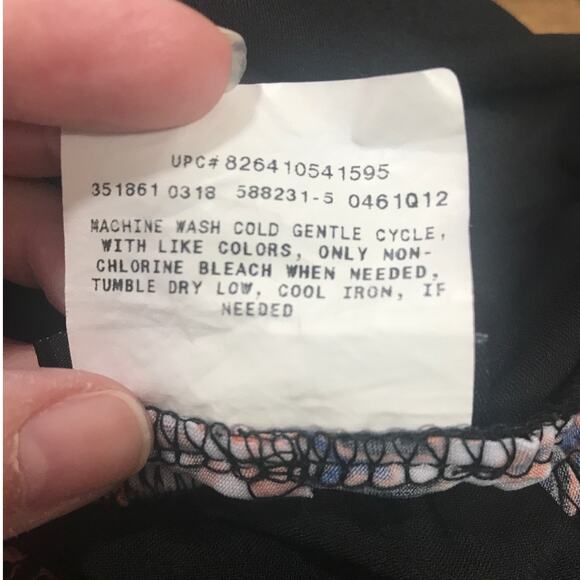 UPC# 826410541595
351861 0318 588231-5 0461Q12
MACHINE WASH COLD GENTLE CYCLE,
WITH LIKE COLORS, ONLY NON-
CHLORINE BLEACH WHEN NEEDED,
TUMBLE DRY LOW, COOL IRON, IF
NEEDED